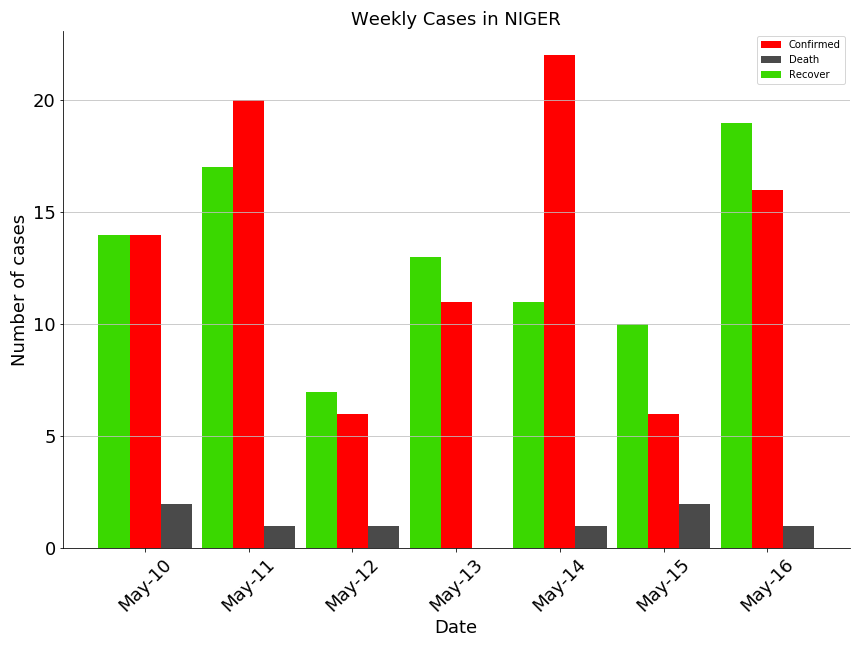 Weekly Cases in NIGER
Confirmed
Death
Recover
Number of cases
20
15
10
5
0
May-10
May-11
May-12
May-13
May-14
May-15
May-16
Date